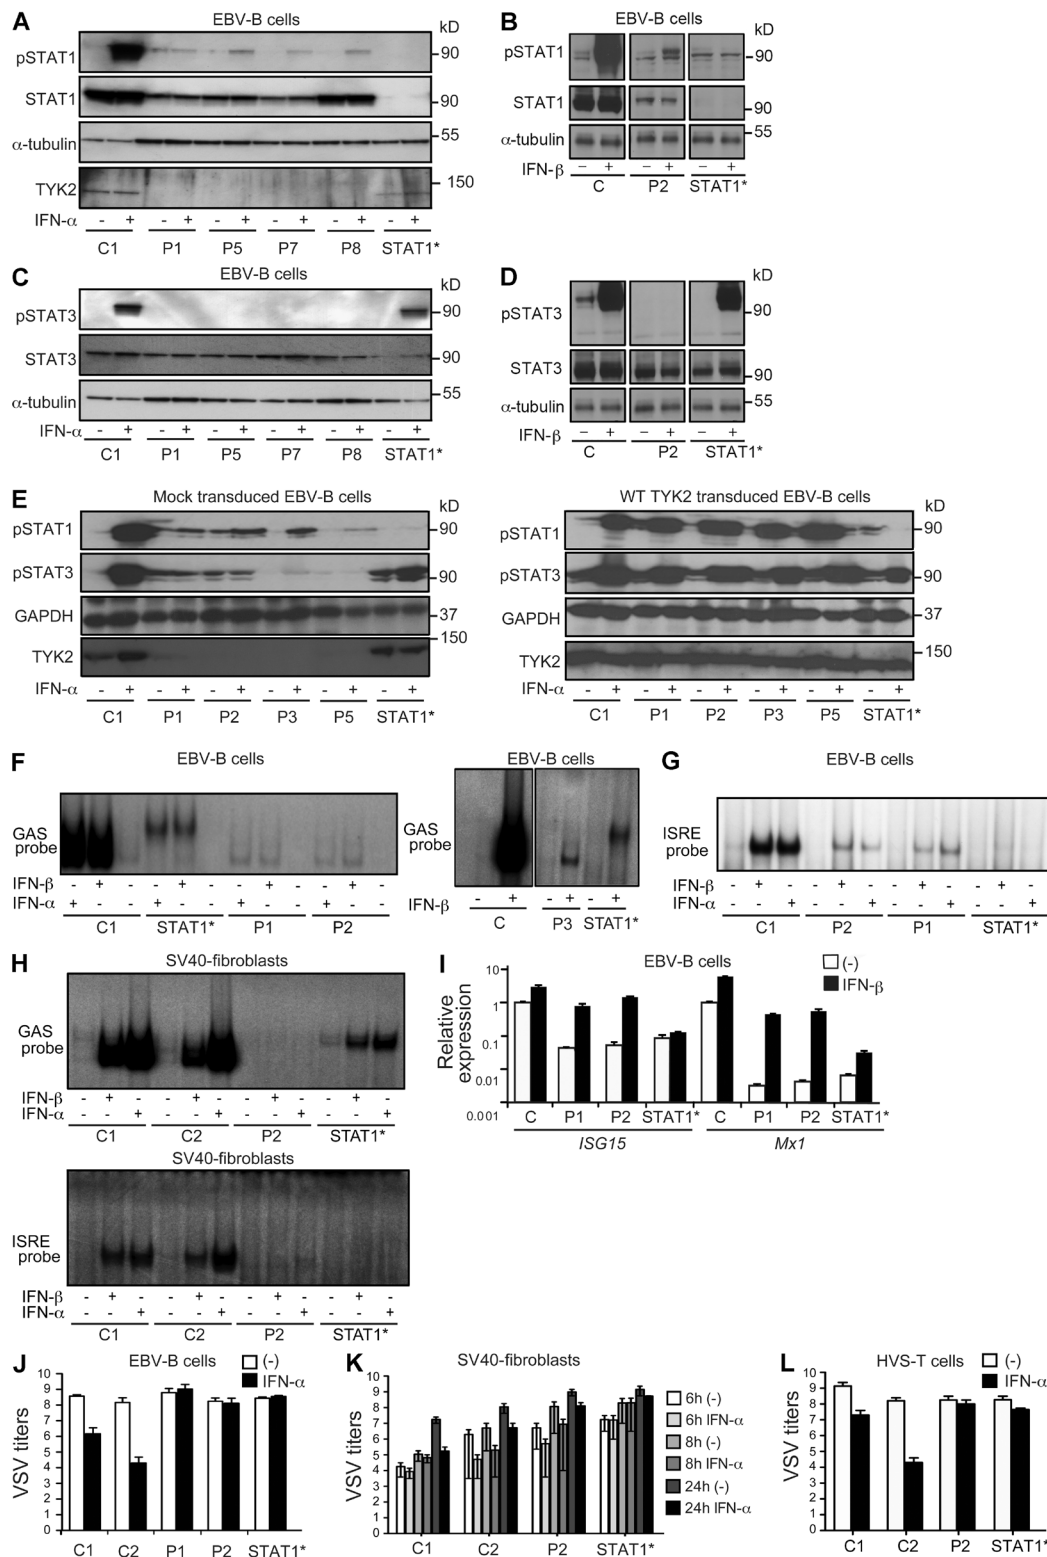 A
EBV-B cells
kD
pSTAT1
90
STAT1
90
α-tubulin
55
TYK2
150
IFN-α - + - + - + - + - + - +
C1 P1 P5 P7 P8 STAT1*
B
EBV-B cells
kD
pSTAT1
90
STAT1
90
α-tubulin
55
IFN-β – + – + – +
C P2 STAT1*
C
EBV-B cells
kD
pSTAT3
90
STAT3
90
α-tubulin
55
IFN-α - + - + - + - + - + - +
C1 P1 P5 P7 P8 STAT1*
D
kD
pSTAT3
90
STAT3
90
α-tubulin
55
IFN-β – + – + – +
C P2 STAT1*
E
Mock transduced EBV-B cells
kD
pSTAT1
90
pSTAT3
90
GAPDH
37
150
TYK2
IFN-α - + - + - + - + - + - +
C1 P1 P2 P3 P5 STAT1*
WT TYK2 transduced EBV-B cells
kD
pSTAT1
90
pSTAT3
90
GAPDH
37
TYK2
150
IFN-α - + - + - + - + - + - +
C1 P1 P2 P3 P5 STAT1*
F
EBV-B cells
GAS
probe
IFN-β - + - - + - - + - - + -
IFN-α + - - + - - + - - + - -
C1 STAT1* P1 P2
EBV-B cells
GAS
probe
IFN-β - + - + - +
C P3 STAT1*
G
EBV-B cells
ISRE
probe
IFN-β - + - - + - - + - - + -
IFN-α - - + - - + - - + - - +
C1 P2 P1 STAT1*
H
SV40-fibroblasts
GAS
probe
IFN-β - + - - + - - + - - + -
IFN-α - - + - - + - - + - - +
C1 C2 P2 STAT1*
SV40-fibroblasts
ISRE
probe
IFN-β - + - - + - - + - - + -
IFN-α - - + - - + - - + - - +
C1 C2 P2 STAT1*
I
EBV-B cells
(-)
IFN-β
Relative
expression
10
1
0.1
0.01
0.001
C P1 P2 STAT1* C P1 P2 STAT1*
ISG15 Mx1
J
EBV-B cells
(-)
IFN-α
VSV titers
10
9
8
7
6
5
4
3
2
1
0
C1 C2 P1 P2 STAT1*
K
SV40-fibroblasts
VSV titers
10
9
8
7
6
5
4
3
2
1
0
C1 C2 P2 STAT1*
6h (-)
6h IFN-α
8h (-)
8h IFN-α
24h (-)
24h IFN-α
L
HVS-T cells
(-)
IFN-α
VSV titers
10
9
8
7
6
5
4
3
2
1
0
C1 C2 P2 STAT1*